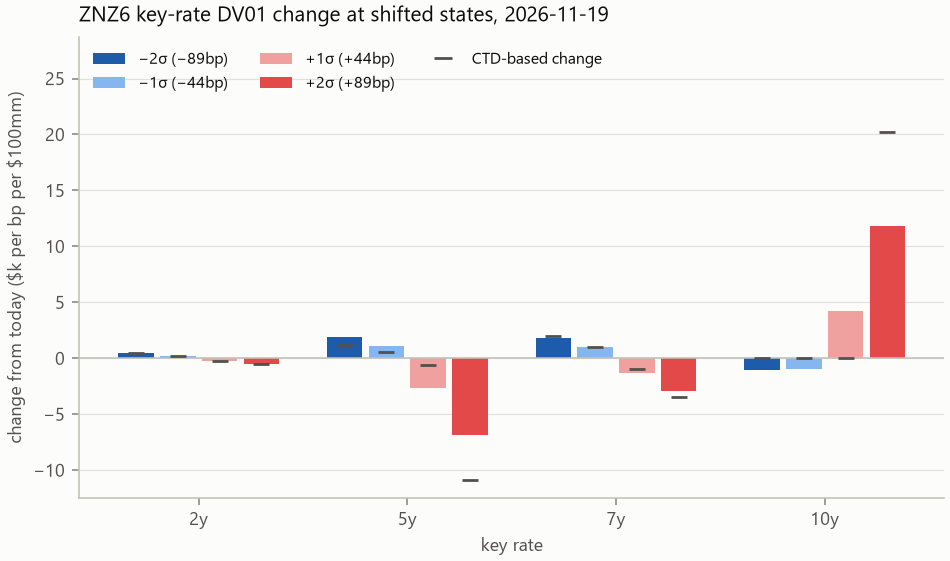 ZNZ6 key-rate DV01 change at shifted states, 2026-11-19
−2σ (−89bp)
−1σ (−44bp)
+1σ (+44bp)
+2σ (+89bp)
CTD-based change
change from today ($k per bp per $100mm)
25
20
15
10
5
0
−5
−10
2y
5y
7y
10y
key rate